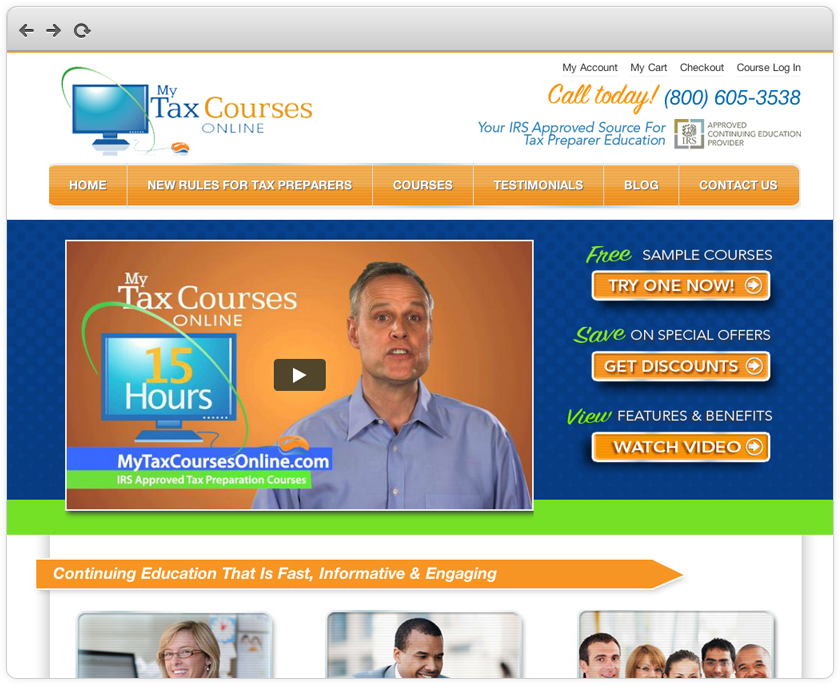 My Account My Cart Checkout Course Log In
My
Tax Courses
ONLINE
Call today! (800) 605-3538
Your IRS Approved Source For
Tax Preparer Education
IRS
APPROVED
CONTINUING EDUCATION
PROVIDER
HOME NEW RULES FOR TAX PREPARERS COURSES TESTIMONIALS BLOG CONTACT US
My
Tax Courses
ONLINE
15
Hours
MyTaxCoursesOnline.com
IRS Approved Tax Preparation Courses
Free SAMPLE COURSES
TRY ONE NOW!
Save ON SPECIAL OFFERS
GET DISCOUNTS
View FEATURES & BENEFITS
WATCH VIDEO
Continuing Education That Is Fast, Informative & Engaging